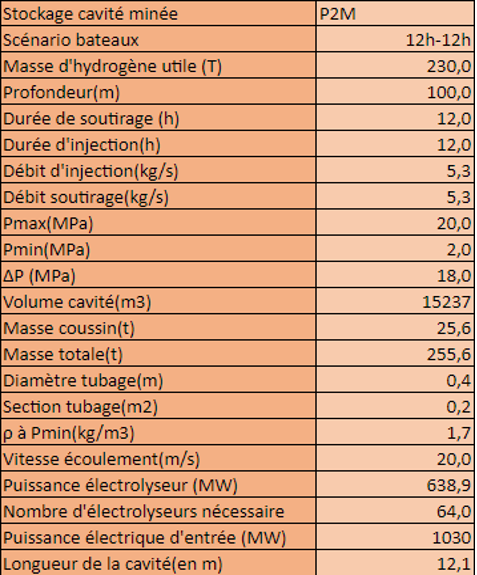 Stockage cavité minée P2M
Scénario bateaux 12h-12h
Masse d'hydrogène utile (T) 230,0
Profondeur(m) 100,0
Durée de soutirage (h) 12,0
Durée d'injection(h) 12,0
Débit d'injection(kg/s) 5,3
Débit soutirage(kg/s) 5,3
Pmax(MPa) 20,0
Pmin(MPa) 2,0
ΔP (MPa) 18,0
Volume cavité(m3) 15237
Masse coussin(t) 25,6
Masse totale(t) 255,6
Diamètre tubage(m) 0,4
Section tubage(m2) 0,2
ρ à Pmin(kg/m3) 1,7
Vitesse écoulement(m/s) 20,0
Puissance électrolyseur (MW) 638,9
Nombre d'électrolyseurs nécessaire 64,0
Puissance électrique d'entrée (MW) 1030
Longueur de la cavité(en m) 12,1